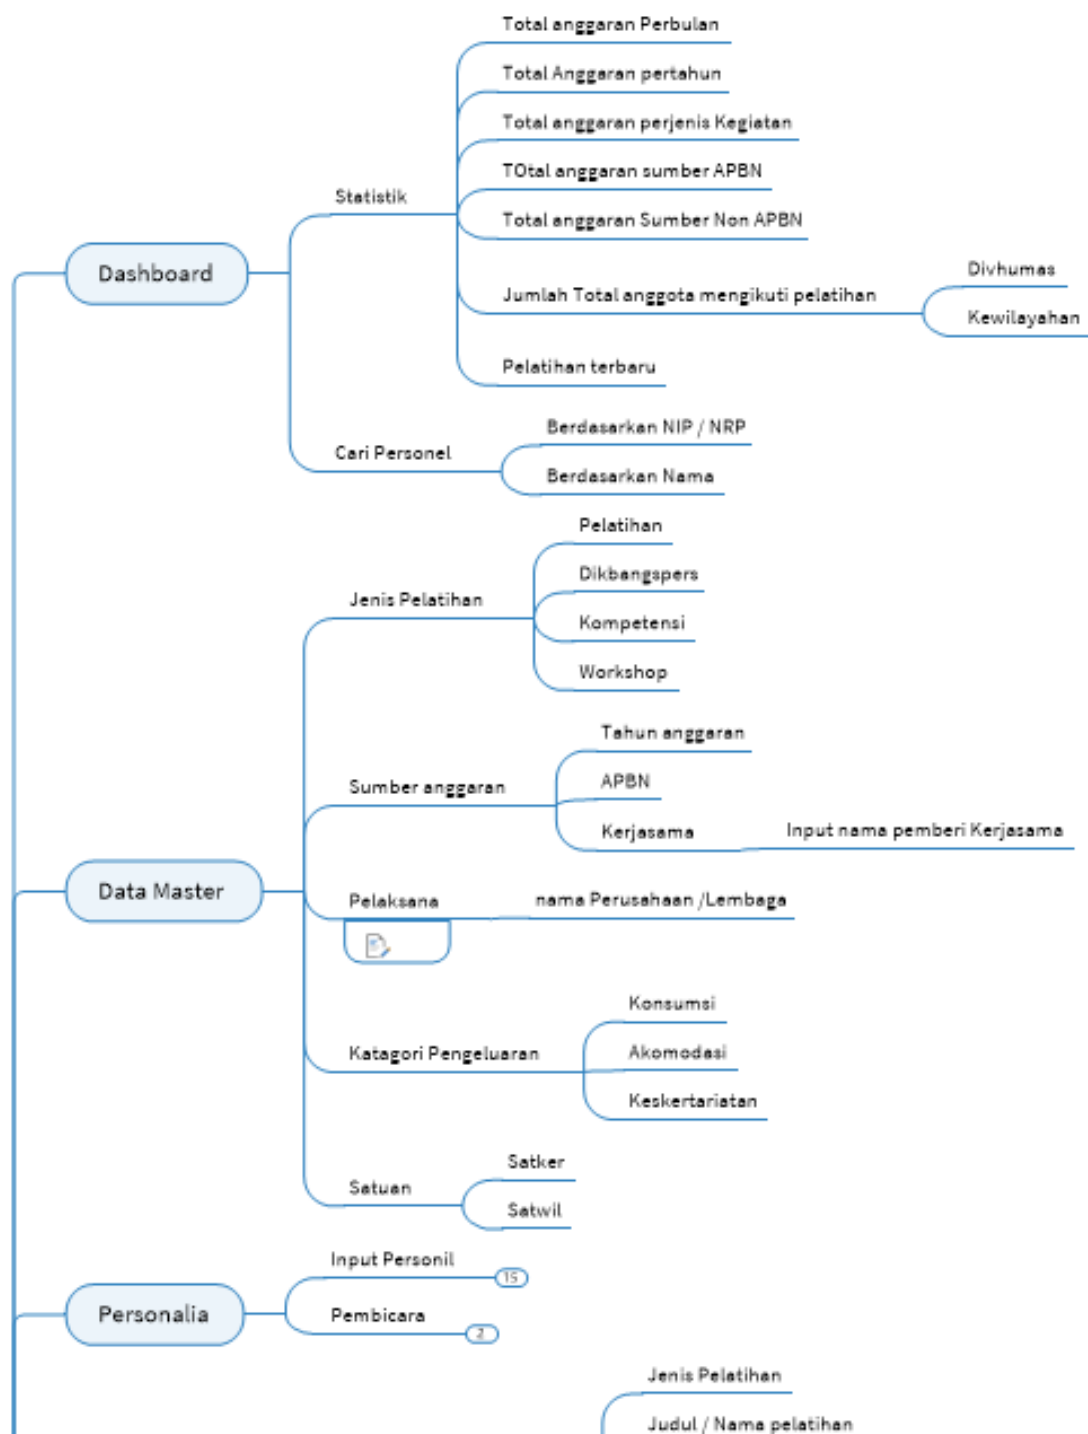 Total anggaran Perbulan
Total Anggaran pertahun
Total anggaran perjenis Kegiatan
TOtal anggaran sumber APBN
Statistik
Total anggaran Sumber Non APBN
Dashboard
Divhumas
Jumlah Total anggota mengikuti pelatihan
Kewilayahan
Pelatihan terbaru
Berdasarkan NIP / NRP
Cari Personel
Berdasarkan Nama
Pelatihan
Dikbangspers
Jenis Pelatihan
Kompetensi
Workshop
Tahun anggaran
Sumber anggaran
APBN
Kerjasama
Input nama pemberi Kerjasama
Data Master
Pelaksana
nama Perusahaan /Lembaga
Konsumsi
Katagori Pengeluaran
Akomodasi
Keskertariatan
Satker
Satuan
Satwil
Input Personil
15
Personalia
Pembicara
2
Jenis Pelatihan
Judul / Nama pelatihan